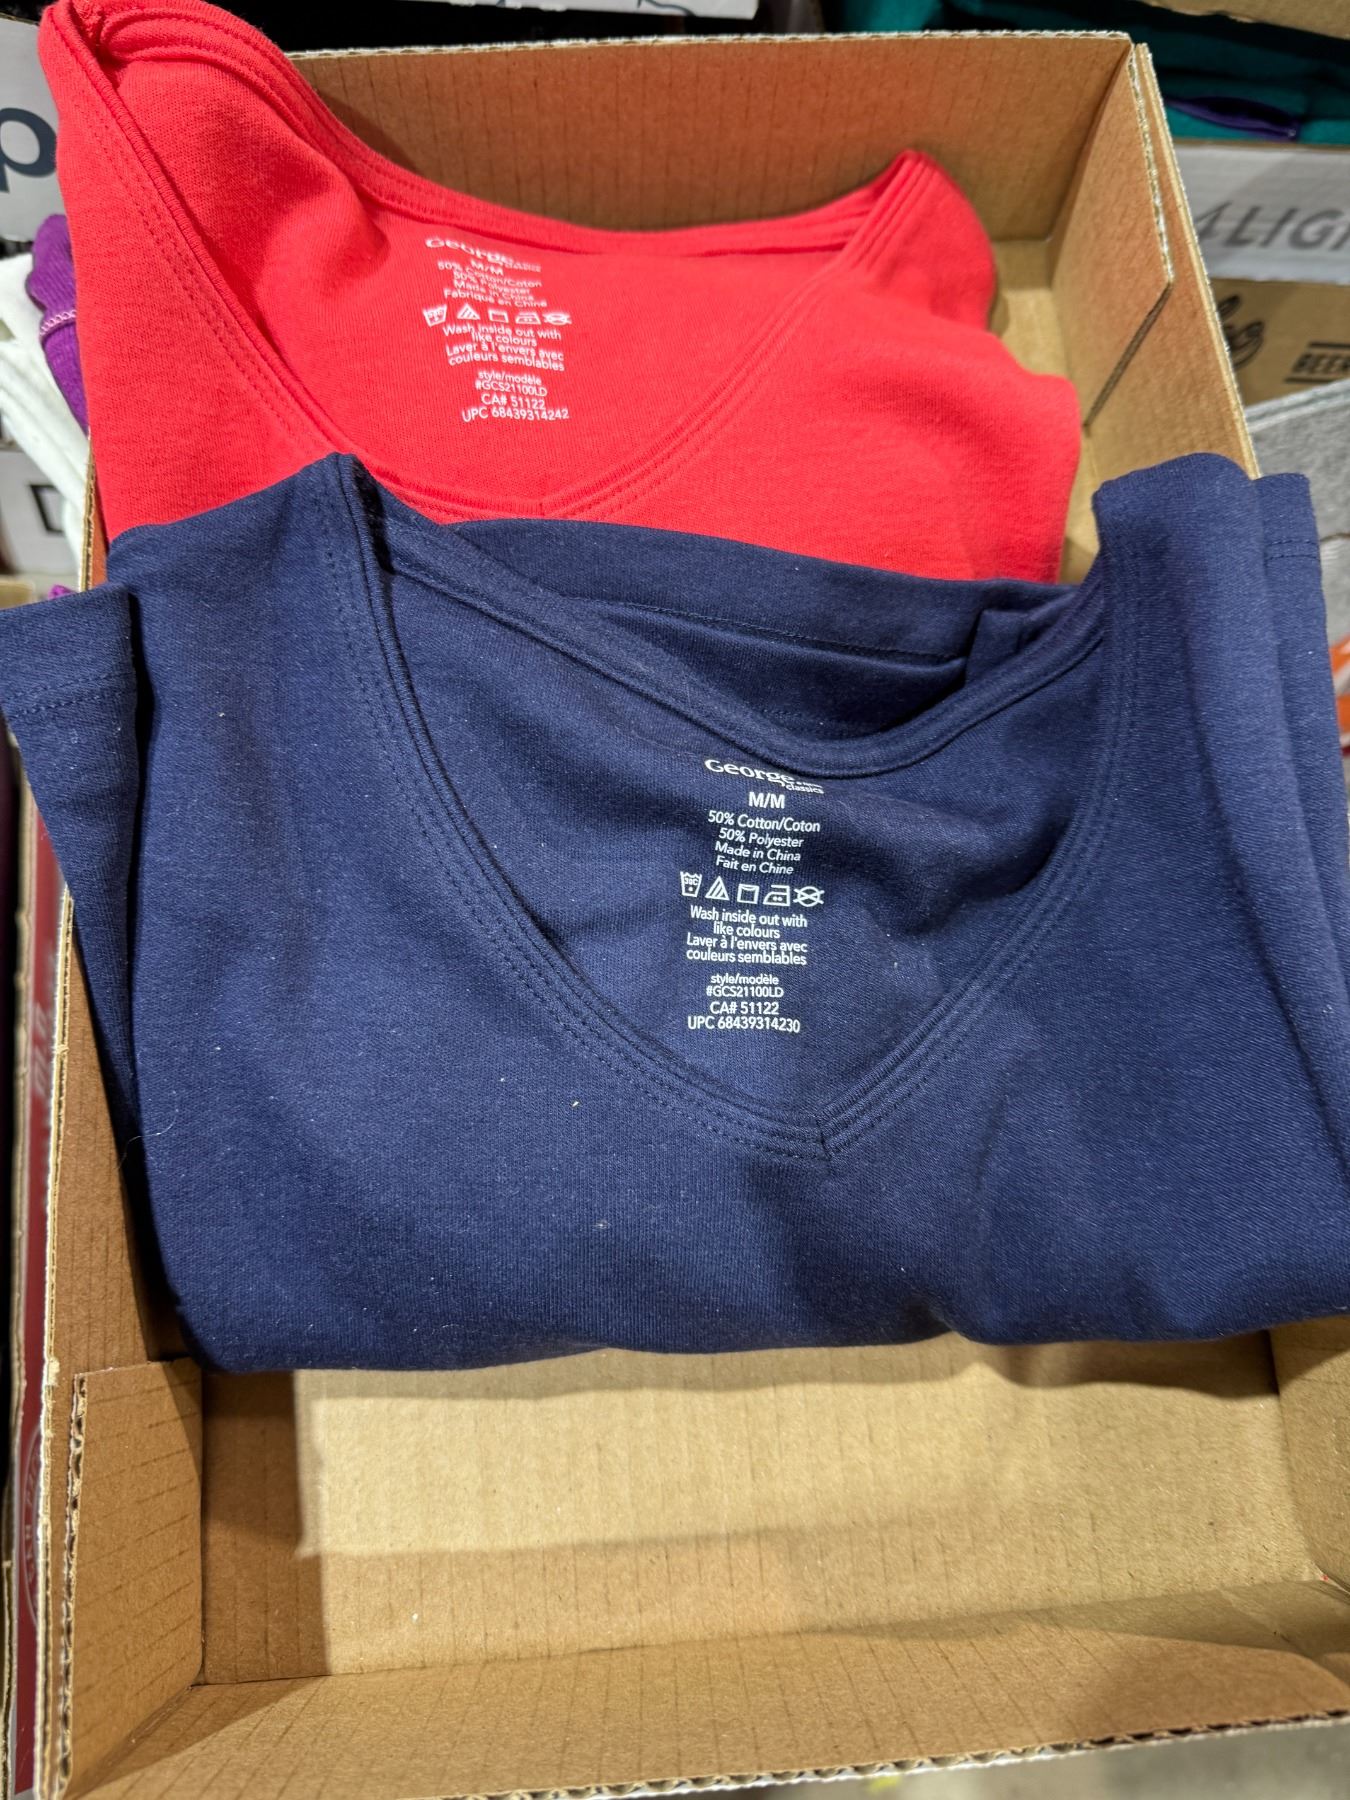 George
M/M
50% Cotton/Coton
50% Polyester
Made in China
Fabriqué en Chine
30C
Wash inside out with
like colours
Laver à l'envers avec
couleurs semblables
style/modèle
#GCS21100LD
CA# 51122
UPC 68439314242
George
classics
M/M
50% Cotton/Coton
50% Polyester
Made in China
Fait en Chine
30C
Wash inside out with
like colours
Laver à l'envers avec
couleurs semblables
style/modèle
#GCS21100LD
CA# 51122
UPC 68439314230